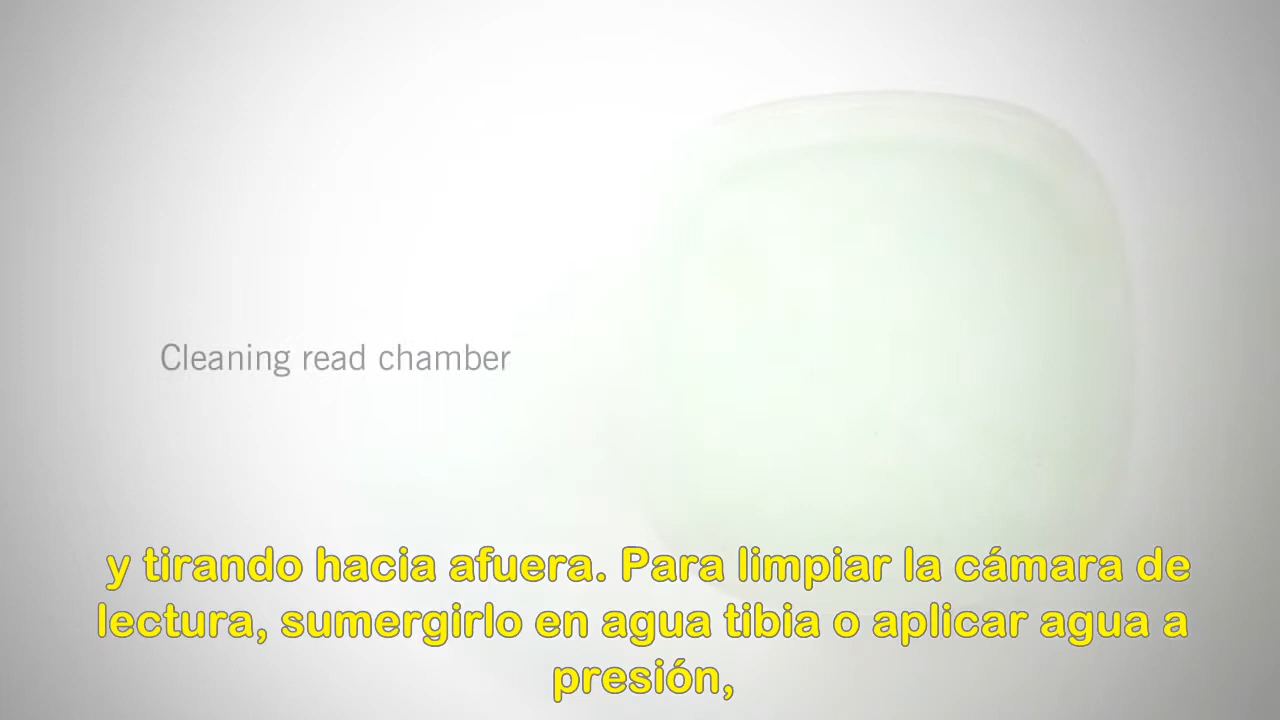 Cleaning read chamber
y tirando hacia afuera. Para limpiar la cámara de
lectura, sumergirlo en agua tibia o aplicar agua a
presión,